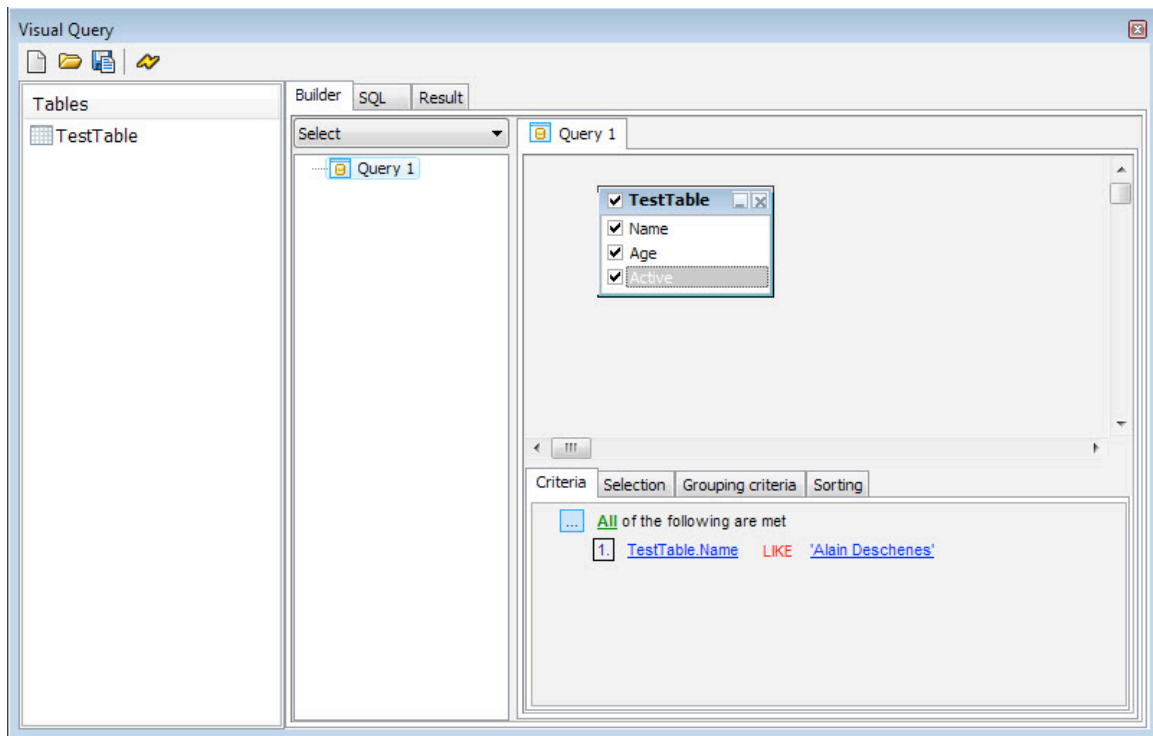 Visual Query
Tables
TestTable
Builder SQL Result
Select
Query 1
Query 1
TestTable
Name
Age
Active
Criteria Selection Grouping criteria Sorting
... All of the following are met
1. TestTable.Name LIKE 'Alain Deschenes'